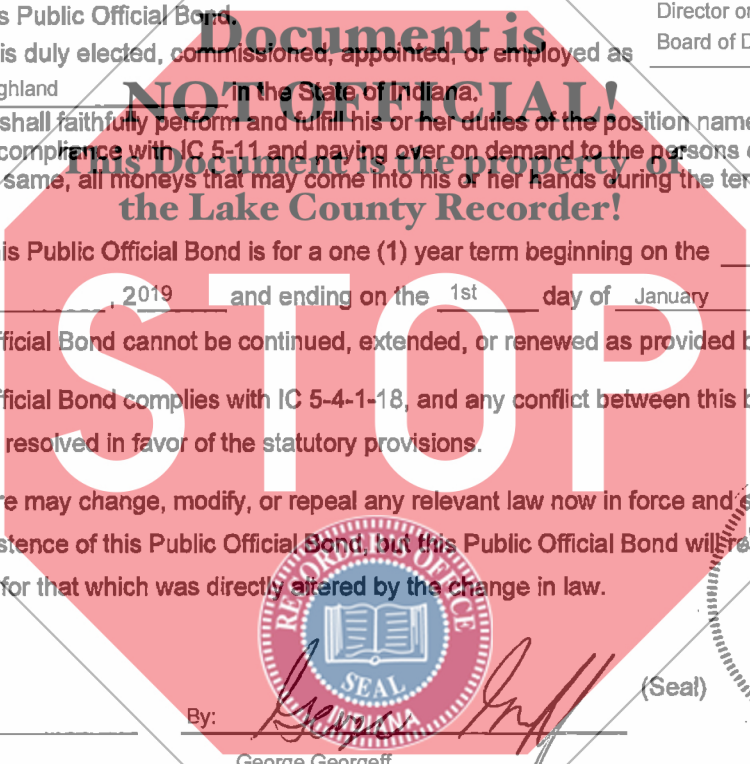 s Public Official Bond,
Director or
is duly elected, commissioned, appointed, or employed as
Board of D
ghland in the State of Indiana.
shall faithfully perform and fulfill his or her duties of the position name
compliance with IC 5-11 and paying over on demand to the persons
same, all moneys that may come into his or her hands during the ter
Document is
NOT OFFICIAL!
This Document is the property of
the Lake County Recorder!
is Public Official Bond is for a one (1) year term beginning on the
, 2019 and ending on the 1st day of January
fficial Bond cannot be continued, extended, or renewed as provided b
fficial Bond complies with IC 5-4-1-18, and any conflict between this b
resolved in favor of the statutory provisions.
re may change, modify, or repeal any relevant law now in force and e
stence of this Public Official Bond, but this Public Official Bond will re
for that which was directly altered by the change in law.
STOP
RECORDER'S OFFICE
SEAL
INDIANA
(Seal)
By:
George Georgeff